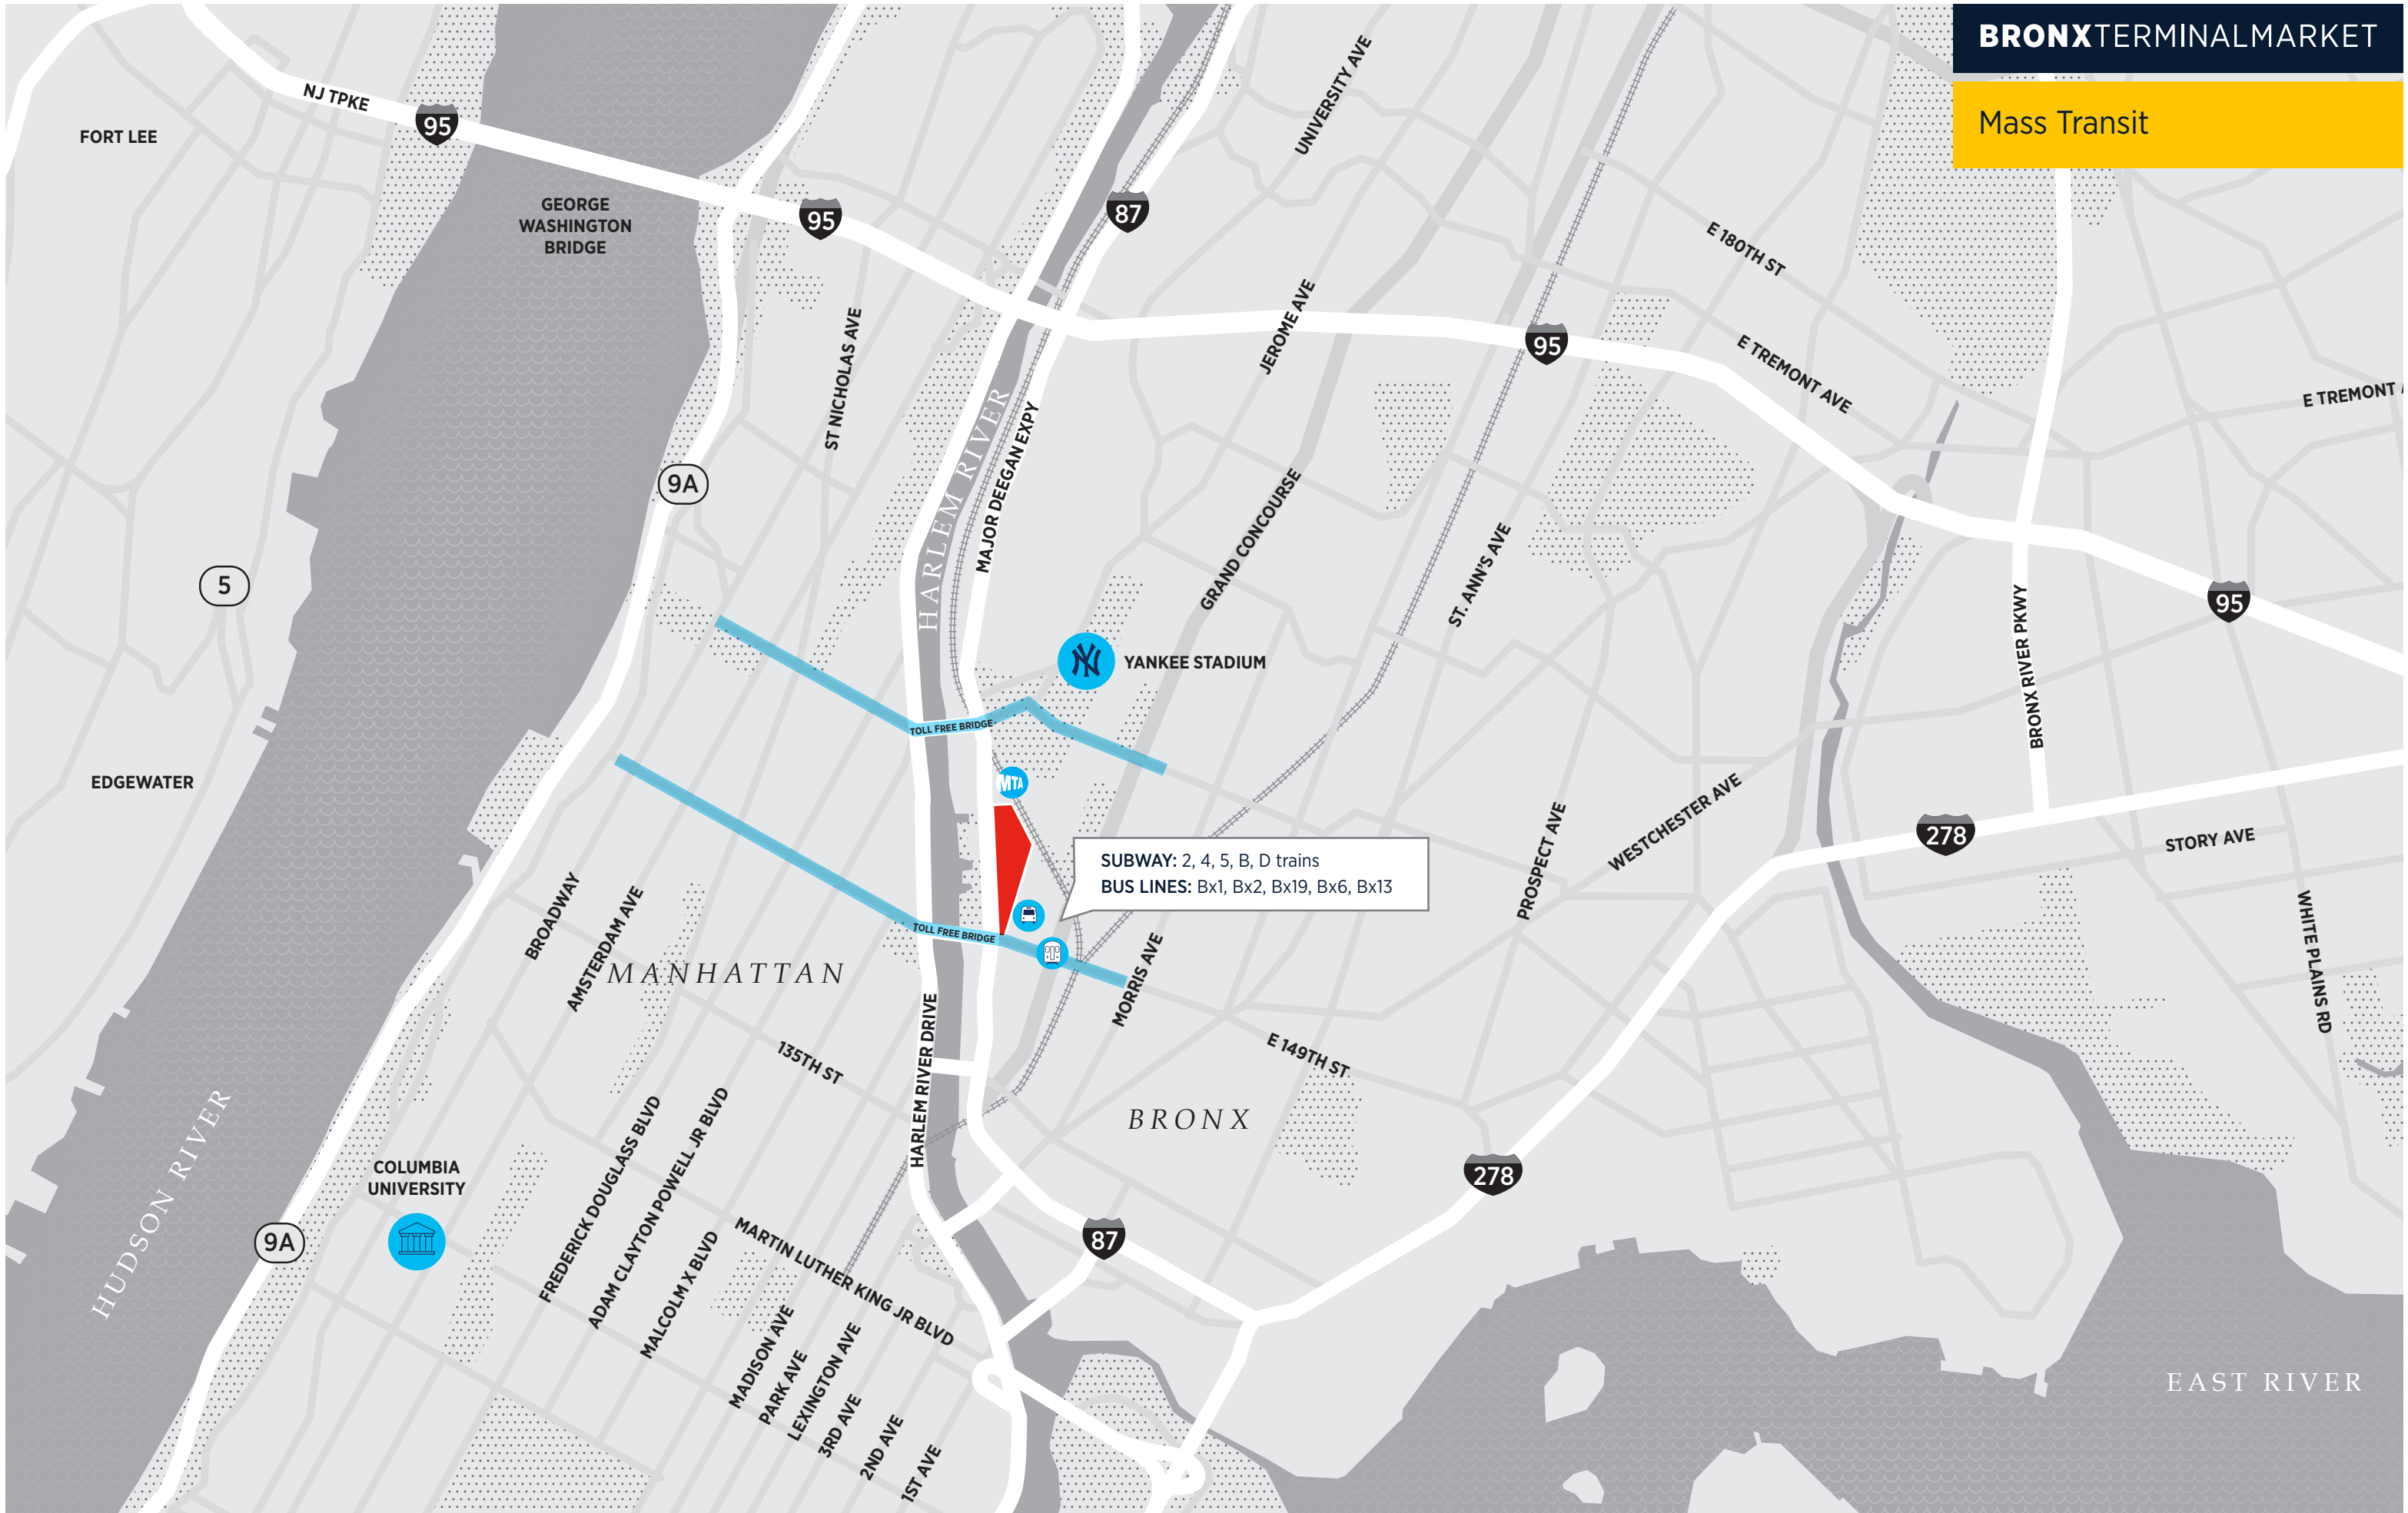 BRONXTERMINALMARKET
Mass Transit
NJ TPKE
95
FORT LEE
GEORGE
WASHINGTON
BRIDGE
95
87
UNIVERSITY AVE
E 180TH ST
ST NICHOLAS AVE
JEROME AVE
95
E TREMONT AVE
E TREMONT
HARLEM RIVER
MAJOR DEEGAN EXPY
9A
GRAND CONCOURSE
ST. ANN'S AVE
5
95
BRONX RIVER PKWY
NY
YANKEE STADIUM
TOLL FREE BRIDGE
EDGEWATER
MTA
SUBWAY: 2, 4, 5, B, D trains
BUS LINES: Bx1, Bx2, Bx19, Bx6, Bx13
PROSPECT AVE
WESTCHESTER AVE
278
STORY AVE
WHITE PLAINS RD
BROADWAY
AMSTERDAM AVE
TOLL FREE BRIDGE
MANHATTAN
MORRIS AVE
HARLEM RIVER DRIVE
135TH ST
E 149TH ST
BRONX
HUDSON RIVER
COLUMBIA
UNIVERSITY
FREDERICK DOUGLASS BLVD
ADAM CLAYTON POWELL JR BLVD
MALCOLM X BLVD
MARTIN LUTHER KING JR BLVD
278
9A
87
MADISON AVE
PARK AVE
LEXINGTON AVE
3RD AVE
2ND AVE
1ST AVE
EAST RIVER